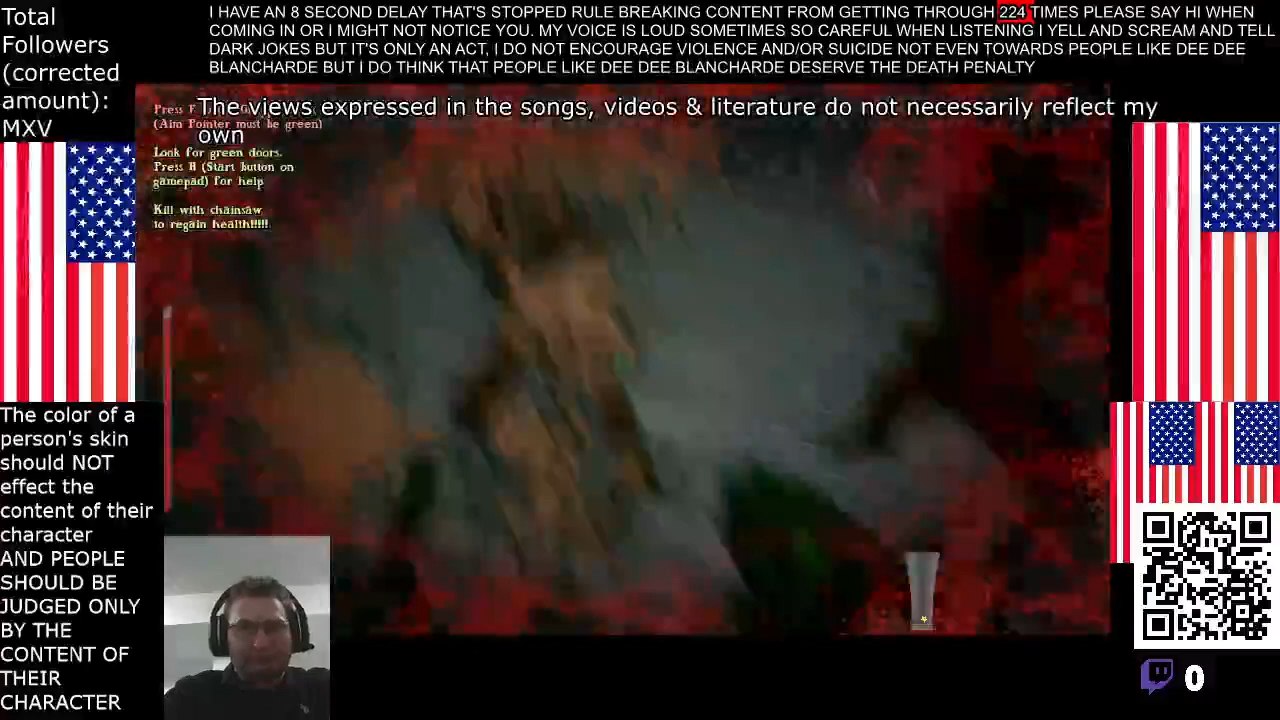 Total
Followers
(corrected
amount):
MXV
I HAVE AN 8 SECOND DELAY THAT'S STOPPED RULE BREAKING CONTENT FROM GETTING THROUGH 224 TIMES PLEASE SAY HI WHEN
COMING IN OR I MIGHT NOT NOTICE YOU. MY VOICE IS LOUD SOMETIMES SO CAREFUL WHEN LISTENING I YELL AND SCREAM AND TELL
DARK JOKES BUT IT'S ONLY AN ACT, I DO NOT ENCOURAGE VIOLENCE AND/OR SUICIDE NOT EVEN TOWARDS PEOPLE LIKE DEE DEE
BLANCHARDE BUT I DO THINK THAT PEOPLE LIKE DEE DEE BLANCHARDE DESERVE THE DEATH PENALTY
The views expressed in the songs, videos & literature do not necessarily reflect my
own
Press F
(Aim Pointer must be green)
Look for green doors.
Press H (Start button on
gamepad) for help
Kill with chainsaw
to regain health!!!!!
The color of a
person's skin
should NOT
effect the
content of their
character
AND PEOPLE
SHOULD BE
JUDGED ONLY
BY THE
CONTENT OF
THEIR
CHARACTER
0